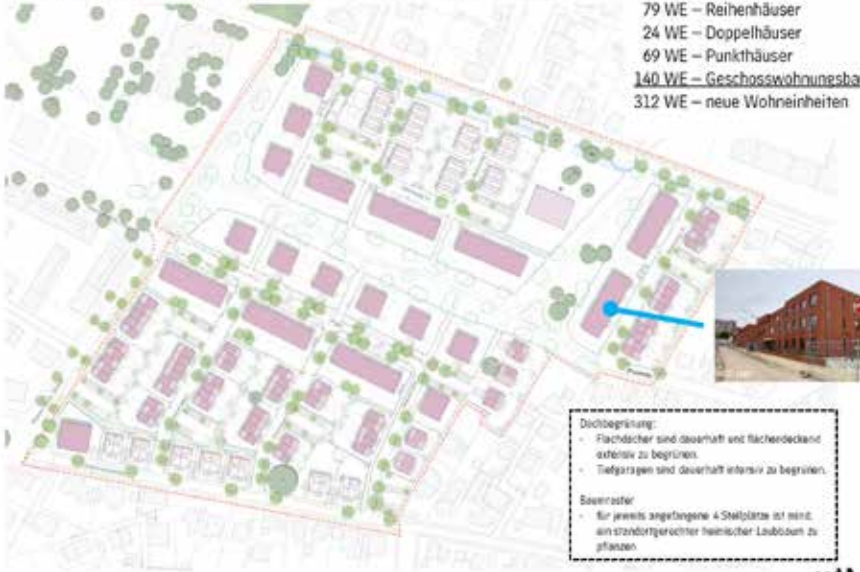 79 WE – Reihenhäuser
24 WE – Doppelhäuser
69 WE – Punkthäuser
140 WE – Geschosswohnungsba
312 WE – neue Wohneinheiten
Dachbegrünung:
- Flachdächer sind dauerhaft und flächendeckend
extensiv zu begrünen.
- Tiefgaragen sind dauerhaft intensiv zu begrünen.
Baumraster
- für jeweils angefangene 4 Stellplätze ist mind.
ein standortgerechter heimischer Laubbaum zu
pflanzen